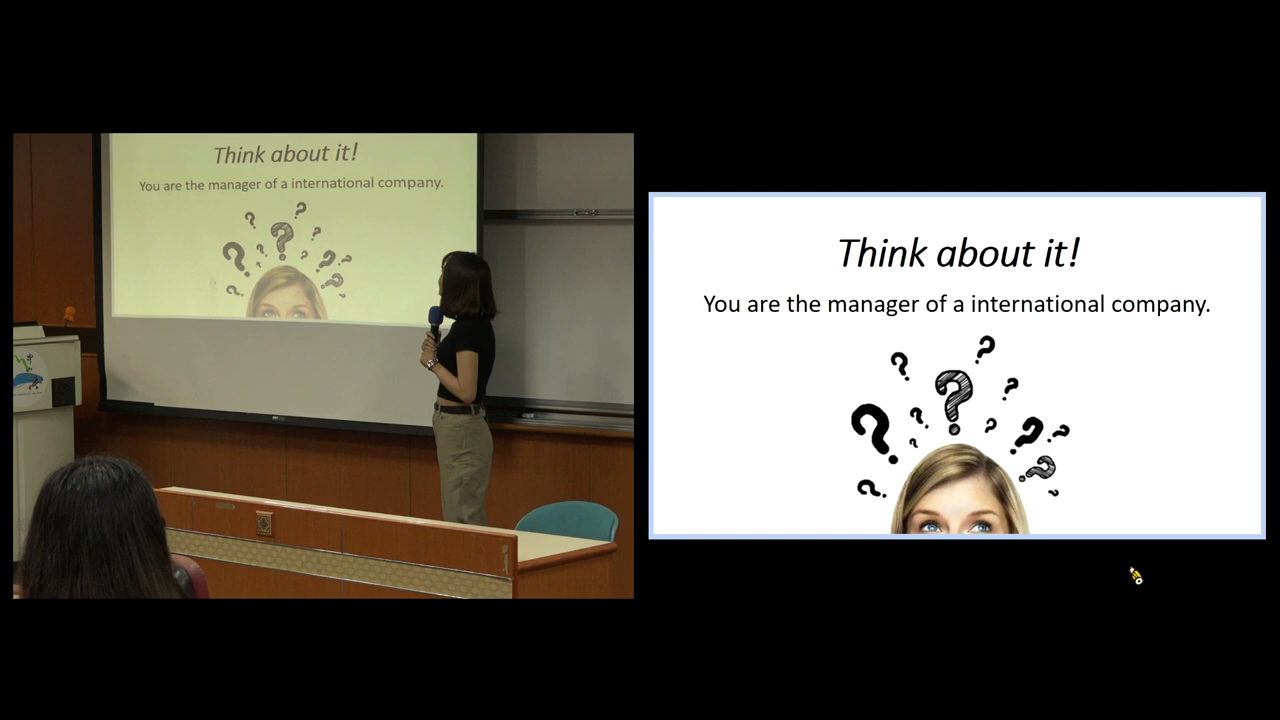 Think about it!
You are the manager of a international company.
Think about it!
You are the manager of a international company.